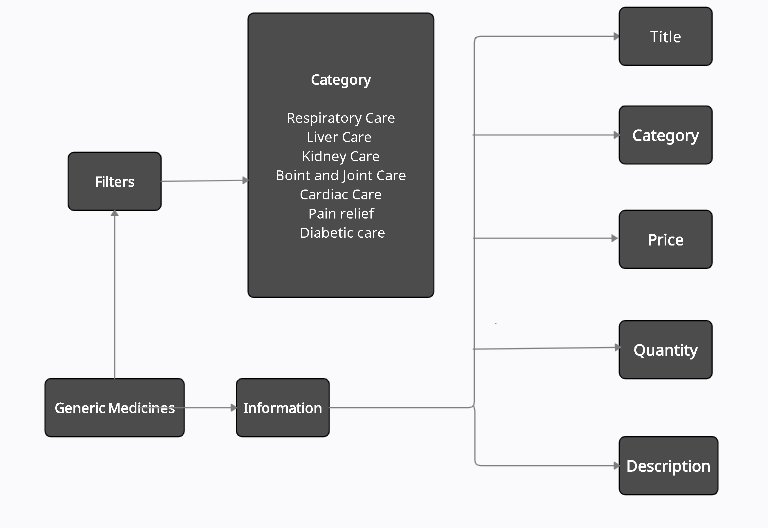 Category
Respiratory Care
Liver Care
Kidney Care
Boint and Joint Care
Cardiac Care
Pain relief
Diabetic care
Filters
Generic Medicines
Information
Title
Category
Price
Quantity
Description